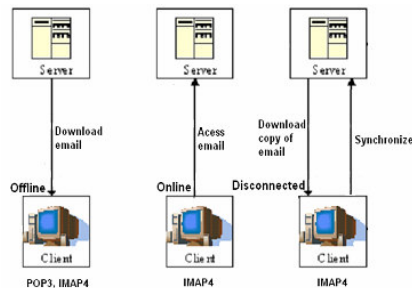 Server
Server
Server
Download
email
Acess
email
Download
copy of
email
Synchronize
Offline
Online
Disconnected
Client
Client
Client
POP3, IMAP4
IMAP4
IMAP4